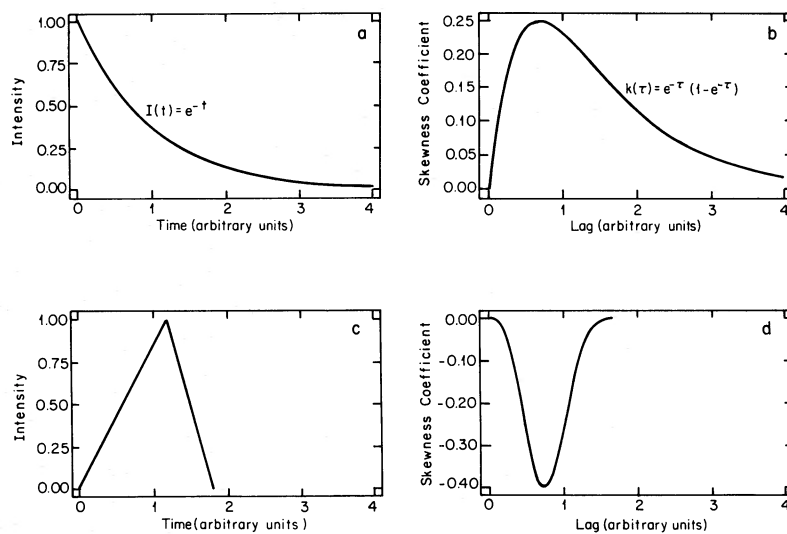 a
1.00
0.75
0.50
0.25
0.00
Intensity
I(t)=e⁻ᵗ
0 1 2 3 4
Time (arbitrary units)
b
0.25
0.20
0.15
0.10
0.05
0.00
Skewness Coefficient
k(τ)=e^-τ (1-e^-τ)
0 1 2 3 4
Lag (arbitrary units)
c
1.00
0.75
0.50
0.25
0.00
Intensity
0 1 2 3 4
Time (arbitrary units)
d
0.00
-0.10
-0.20
-0.30
-0.40
Skewness Coefficient
0 1 2 3 4
Lag (arbitrary units)